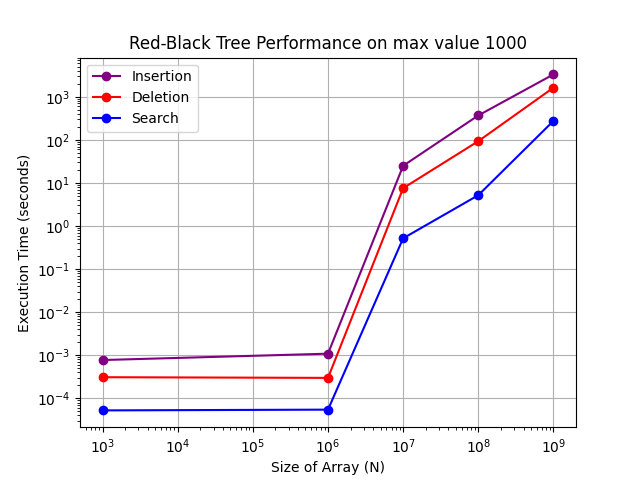 Red-Black Tree Performance on max value 1000
Insertion
Deletion
Search
Execution Time (seconds)
10³
10²
10¹
10⁰
10⁻¹
10⁻²
10⁻³
10⁻⁴
10³ 10⁴ 10⁵ 10⁶ 10⁷ 10⁸ 10⁹
Size of Array (N)